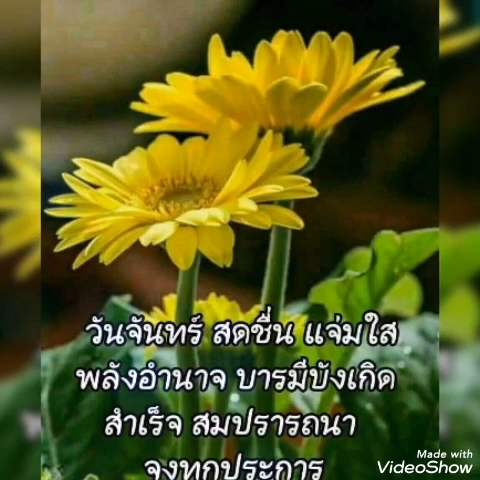 วันจันทร์ สดชื่น แจ่มใส
พลังอำนาจ บารมีบังเกิด
สำเร็จ สมปรารถนา
จงทุกประการ
Made with
VideoShow